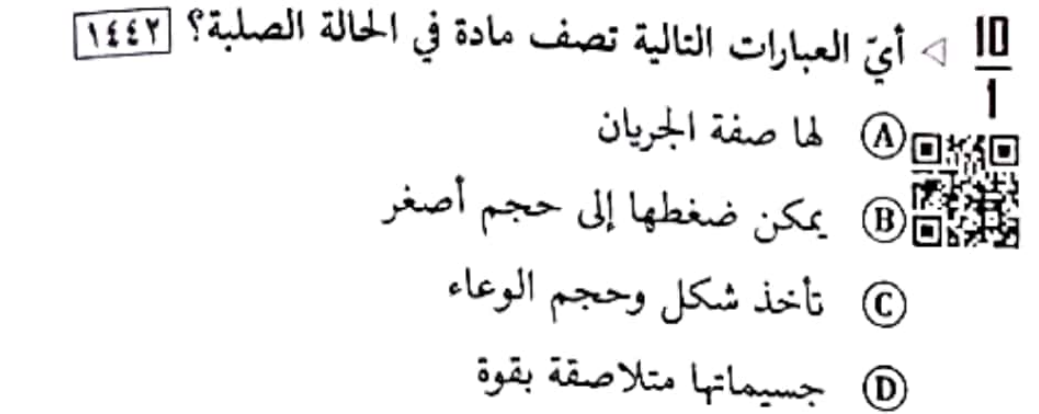 10
1
◁ أيّ العبارات التالية تصف مادة في الحالة الصلبة؟ ١٤٤٢
A لها صفة الجريان
B يمكن ضغطها إلى حجم أصغر
C تأخذ شكل وحجم الوعاء
D جسيماتها متلاصقة بقوة